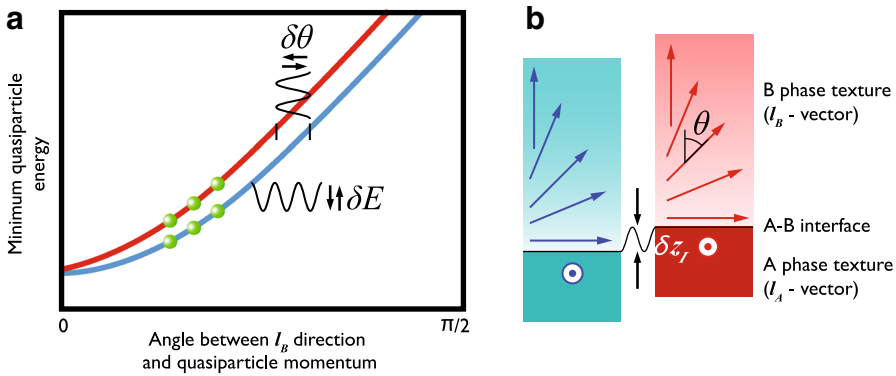 a
Minimum quasiparticle
energy
δθ
δE
0
π/2
Angle between l_B direction
and quasiparticle momentum
b
θ
δz_I
B phase texture
(l_B - vector)
A-B interface
A phase texture
(l_A - vector)